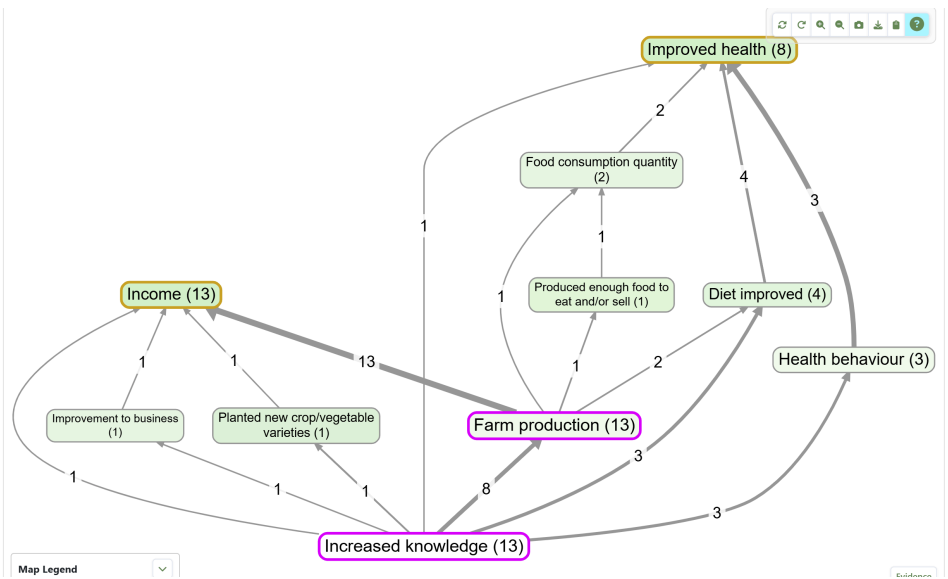 ?
Improved health (8)
2
Food consumption quantity
(2)
4
3
1
1
Income (13)
1
Produced enough food to
eat and/or sell (1)
Diet improved (4)
1
1
13
1
2
Health behaviour (3)
Improvement to business
(1)
Planted new crop/vegetable
varieties (1)
Farm production (13)
3
1
1
1
8
3
Increased knowledge (13)
Map Legend
Evidence